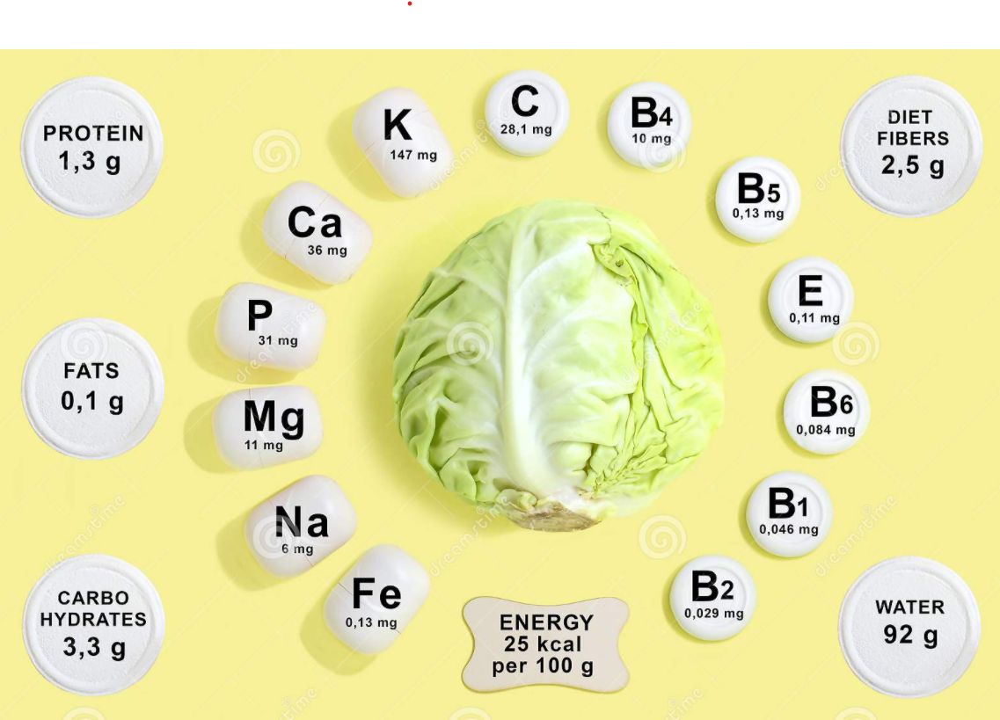 PROTEIN
1,3 g
K
147 mg
C
28,1 mg
B4
10 mg
DIET
FIBERS
2,5 g
Ca
36 mg
B5
0,13 mg
P
31 mg
E
0,11 mg
FATS
0,1 g
Mg
11 mg
B6
0,084 mg
Na
6 mg
B1
0,046 mg
CARBO
HYDRATES
3,3 g
Fe
0,13 mg
B2
0,029 mg
ENERGY
25 kcal
per 100 g
WATER
92 g
dreamstime